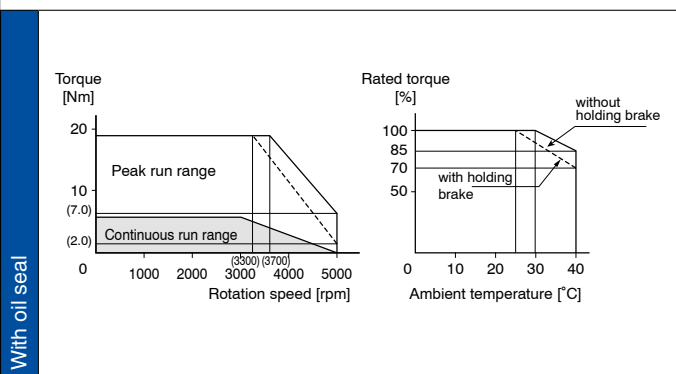 With oil seal
Torque
[Nm]
20
10
(7.0)
(2.0)
0
Peak run range
Continuous run range
(3300) (3700)
1000 2000 3000 4000 5000
Rotation speed [rpm]
Rated torque
[%]
100
85
70
50
0
without
holding brake
with holding
brake
10 20 30 40
Ambient temperature [˚C]